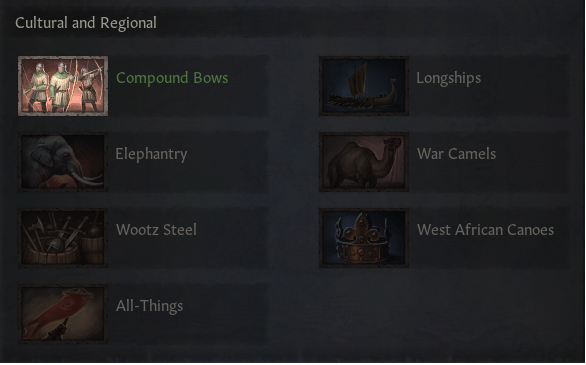 Cultural and Regional
Compound Bows
Longships
Elephantry
War Camels
Wootz Steel
West African Canoes
All-Things